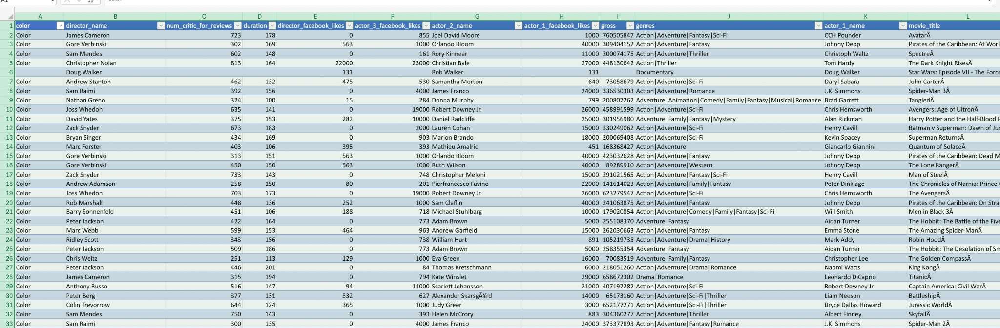 A B C D E F G H I J K L
1 color director_name num_critic_for_reviews duration director_facebook_likes actor_3_facebook_likes actor_2_name actor_1_facebook_likes gross genres actor_1_name movie_title
2 Color James Cameron 723 178 0 855 Joel David Moore 1000 760505847 Action|Adventure|Fantasy|Sci-Fi CCH Pounder AvatarÂ
3 Color Gore Verbinski 302 169 563 1000 Orlando Bloom 40000 309404152 Action|Adventure|Fantasy Johnny Depp Pirates of the Caribbean: At Worl
4 Color Sam Mendes 602 148 0 161 Rory Kinnear 11000 200074175 Action|Adventure|Thriller Christoph Waltz SpectreÂ
5 Color Christopher Nolan 813 164 22000 23000 Christian Bale 27000 448130642 Action|Thriller Tom Hardy The Dark Knight RisesÂ
6 Doug Walker 131 Rob Walker 131 Documentary Doug Walker Star Wars: Episode VII - The Force
7 Color Andrew Stanton 462 132 475 530 Samantha Morton 640 73058679 Action|Adventure|Sci-Fi Daryl Sabara John CarterÂ
8 Color Sam Raimi 392 156 0 4000 James Franco 24000 336530303 Action|Adventure|Romance J.K. Simmons Spider-Man 3Â
9 Color Nathan Greno 324 100 15 284 Donna Murphy 799 200807262 Adventure|Animation|Comedy|Family|Fantasy|Musical|Romance Brad Garrett TangledÂ
10 Color Joss Whedon 635 141 0 19000 Robert Downey Jr. 26000 458991599 Action|Adventure|Sci-Fi Chris Hemsworth Avengers: Age of UltronÂ
11 Color David Yates 375 153 282 10000 Daniel Radcliffe 25000 301956980 Adventure|Family|Fantasy|Mystery Alan Rickman Harry Potter and the Half-Blood P
12 Color Zack Snyder 673 183 0 2000 Lauren Cohan 15000 330249062 Action|Adventure|Sci-Fi Henry Cavill Batman v Superman: Dawn of Jus
13 Color Bryan Singer 434 169 0 903 Marlon Brando 18000 200069408 Action|Adventure|Sci-Fi Kevin Spacey Superman ReturnsÂ
14 Color Marc Forster 403 106 395 393 Mathieu Amalric 451 168368427 Action|Adventure Giancarlo Giannini Quantum of SolaceÂ
15 Color Gore Verbinski 313 151 563 1000 Orlando Bloom 40000 423032628 Action|Adventure|Fantasy Johnny Depp Pirates of the Caribbean: Dead M
16 Color Gore Verbinski 450 150 563 1000 Ruth Wilson 40000 89289910 Action|Adventure|Western Johnny Depp The Lone RangerÂ
17 Color Zack Snyder 733 143 0 748 Christopher Meloni 15000 291021565 Action|Adventure|Fantasy|Sci-Fi Henry Cavill Man of SteelÂ
18 Color Andrew Adamson 258 150 80 201 Pierfrancesco Favino 22000 141614023 Action|Adventure|Family|Fantasy Peter Dinklage The Chronicles of Narnia: Prince
19 Color Joss Whedon 703 173 0 19000 Robert Downey Jr. 26000 623279547 Action|Adventure|Sci-Fi Chris Hemsworth The AvengersÂ
20 Color Rob Marshall 448 136 252 1000 Sam Claflin 40000 241063875 Action|Adventure|Fantasy Johnny Depp Pirates of the Caribbean: On Stran
21 Color Barry Sonnenfeld 451 106 188 718 Michael Stuhlbarg 10000 179020854 Action|Adventure|Comedy|Family|Fantasy|Sci-Fi Will Smith Men in Black 3Â
22 Color Peter Jackson 422 164 0 773 Adam Brown 5000 255108370 Adventure|Fantasy Aidan Turner The Hobbit: The Battle of the Five
23 Color Marc Webb 599 153 464 963 Andrew Garfield 15000 262030663 Action|Adventure|Fantasy Emma Stone The Amazing Spider-ManÂ
24 Color Ridley Scott 343 156 0 738 William Hurt 891 105219735 Action|Adventure|Drama|History Mark Addy Robin HoodÂ
25 Color Peter Jackson 509 186 0 773 Adam Brown 5000 258355354 Adventure|Fantasy Aidan Turner The Hobbit: The Desolation of Sm
26 Color Chris Weitz 251 113 129 1000 Eva Green 16000 70083519 Adventure|Family|Fantasy Christopher Lee The Golden CompassÂ
27 Color Peter Jackson 446 201 0 84 Thomas Kretschmann 6000 218051260 Action|Adventure|Drama|Romance Naomi Watts King KongÂ
28 Color James Cameron 315 194 0 794 Kate Winslet 29000 658672302 Drama|Romance Leonardo DiCaprio TitanicÂ
29 Color Anthony Russo 516 147 94 11000 Scarlett Johansson 21000 407197282 Action|Adventure|Sci-Fi Robert Downey Jr. Captain America: Civil WarÂ
30 Color Peter Berg 377 131 532 627 Alexander SkarsgÃ¥rd 14000 65173160 Action|Adventure|Sci-Fi|Thriller Liam Neeson BattleshipÂ
31 Color Colin Trevorrow 644 124 365 1000 Judy Greer 3000 652177271 Action|Adventure|Sci-Fi|Thriller Bryce Dallas Howard Jurassic WorldÂ
32 Color Sam Mendes 750 143 0 393 Helen McCrory 883 304360277 Action|Adventure|Thriller Albert Finney SkyfallÂ
33 Color Sam Raimi 300 135 0 4000 James Franco 24000 373377893 Action|Adventure|Fantasy|Romance J.K. Simmons Spider-Man 2Â